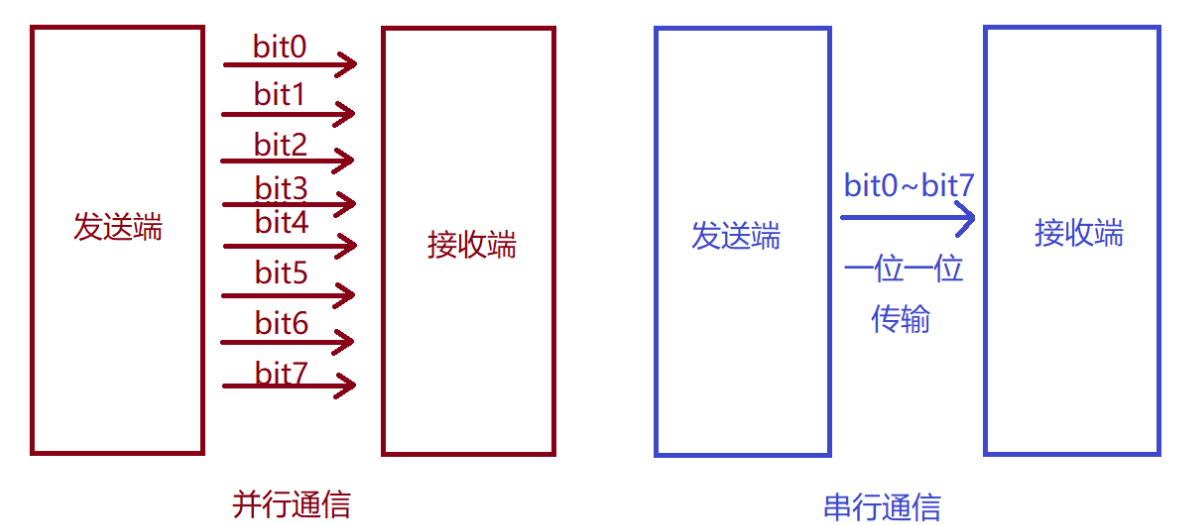 bit0
bit1
bit2
bit3
bit4
bit5
bit6
bit7
发送端
接收端
并行通信
发送端
bit0~bit7
一位一位
传输
接收端
串行通信